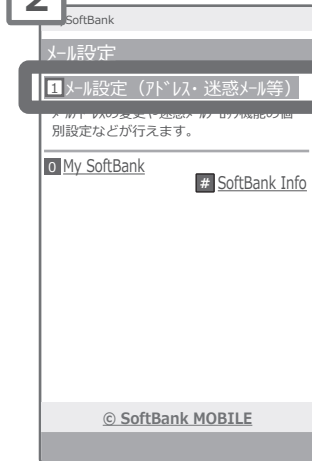 2
SoftBank
メール設定
1 メール設定（アドレス・迷惑メール等）
別設定などが行えます。
0 My SoftBank
# SoftBank Info
© SoftBank MOBILE